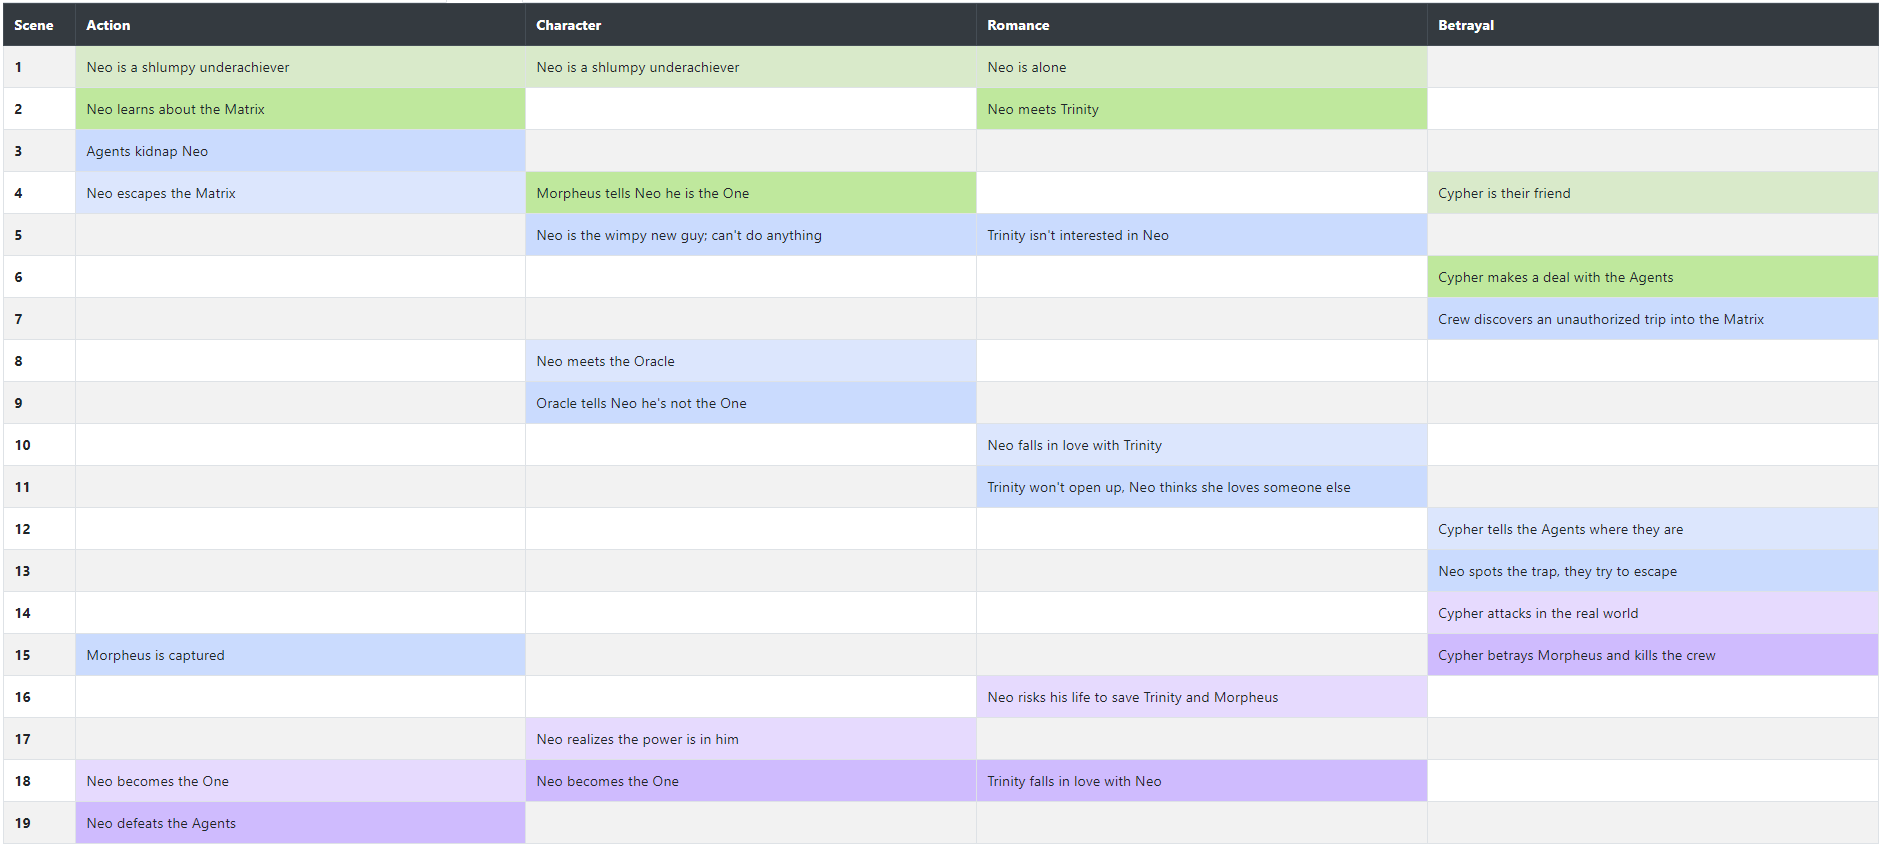 Scene Action Character Romance Betrayal
1 Neo is a shlumpy underachiever Neo is a shlumpy underachiever Neo is alone
2 Neo learns about the Matrix Neo meets Trinity
3 Agents kidnap Neo
4 Neo escapes the Matrix Morpheus tells Neo he is the One Cypher is their friend
5 Neo is the wimpy new guy; can't do anything Trinity isn't interested in Neo
6 Cypher makes a deal with the Agents
7 Crew discovers an unauthorized trip into the Matrix
8 Neo meets the Oracle
9 Oracle tells Neo he's not the One
10 Neo falls in love with Trinity
11 Trinity won't open up, Neo thinks she loves someone else
12 Cypher tells the Agents where they are
13 Neo spots the trap, they try to escape
14 Cypher attacks in the real world
15 Morpheus is captured Cypher betrays Morpheus and kills the crew
16 Neo risks his life to save Trinity and Morpheus
17 Neo realizes the power is in him
18 Neo becomes the One Neo becomes the One Trinity falls in love with Neo
19 Neo defeats the Agents